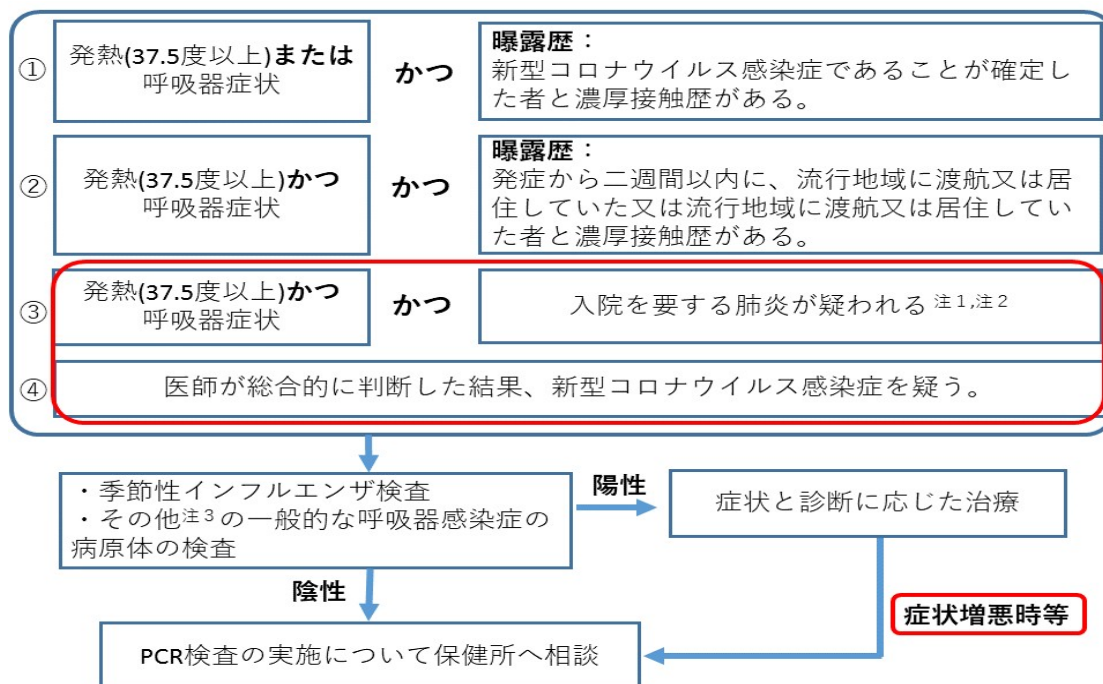 ①
発熱(37.5度以上)または
呼吸器症状
かつ
曝露歴：
新型コロナウイルス感染症であることが確定し
た者と濃厚接触歴がある。
②
発熱(37.5度以上)かつ
呼吸器症状
かつ
曝露歴：
発症から二週間以内に、流行地域に渡航又は居
住していた又は流行地域に渡航又は居住してい
た者と濃厚接触歴がある。
③
発熱(37.5度以上)かつ
呼吸器症状
かつ
入院を要する肺炎が疑われる 注１,注２
④
医師が総合的に判断した結果、新型コロナウイルス感染症を疑う。
・季節性インフルエンザ検査
・その他注３の一般的な呼吸器感染症の
病原体の検査
陽性
症状と診断に応じた治療
陰性
症状増悪時等
PCR検査の実施について保健所へ相談